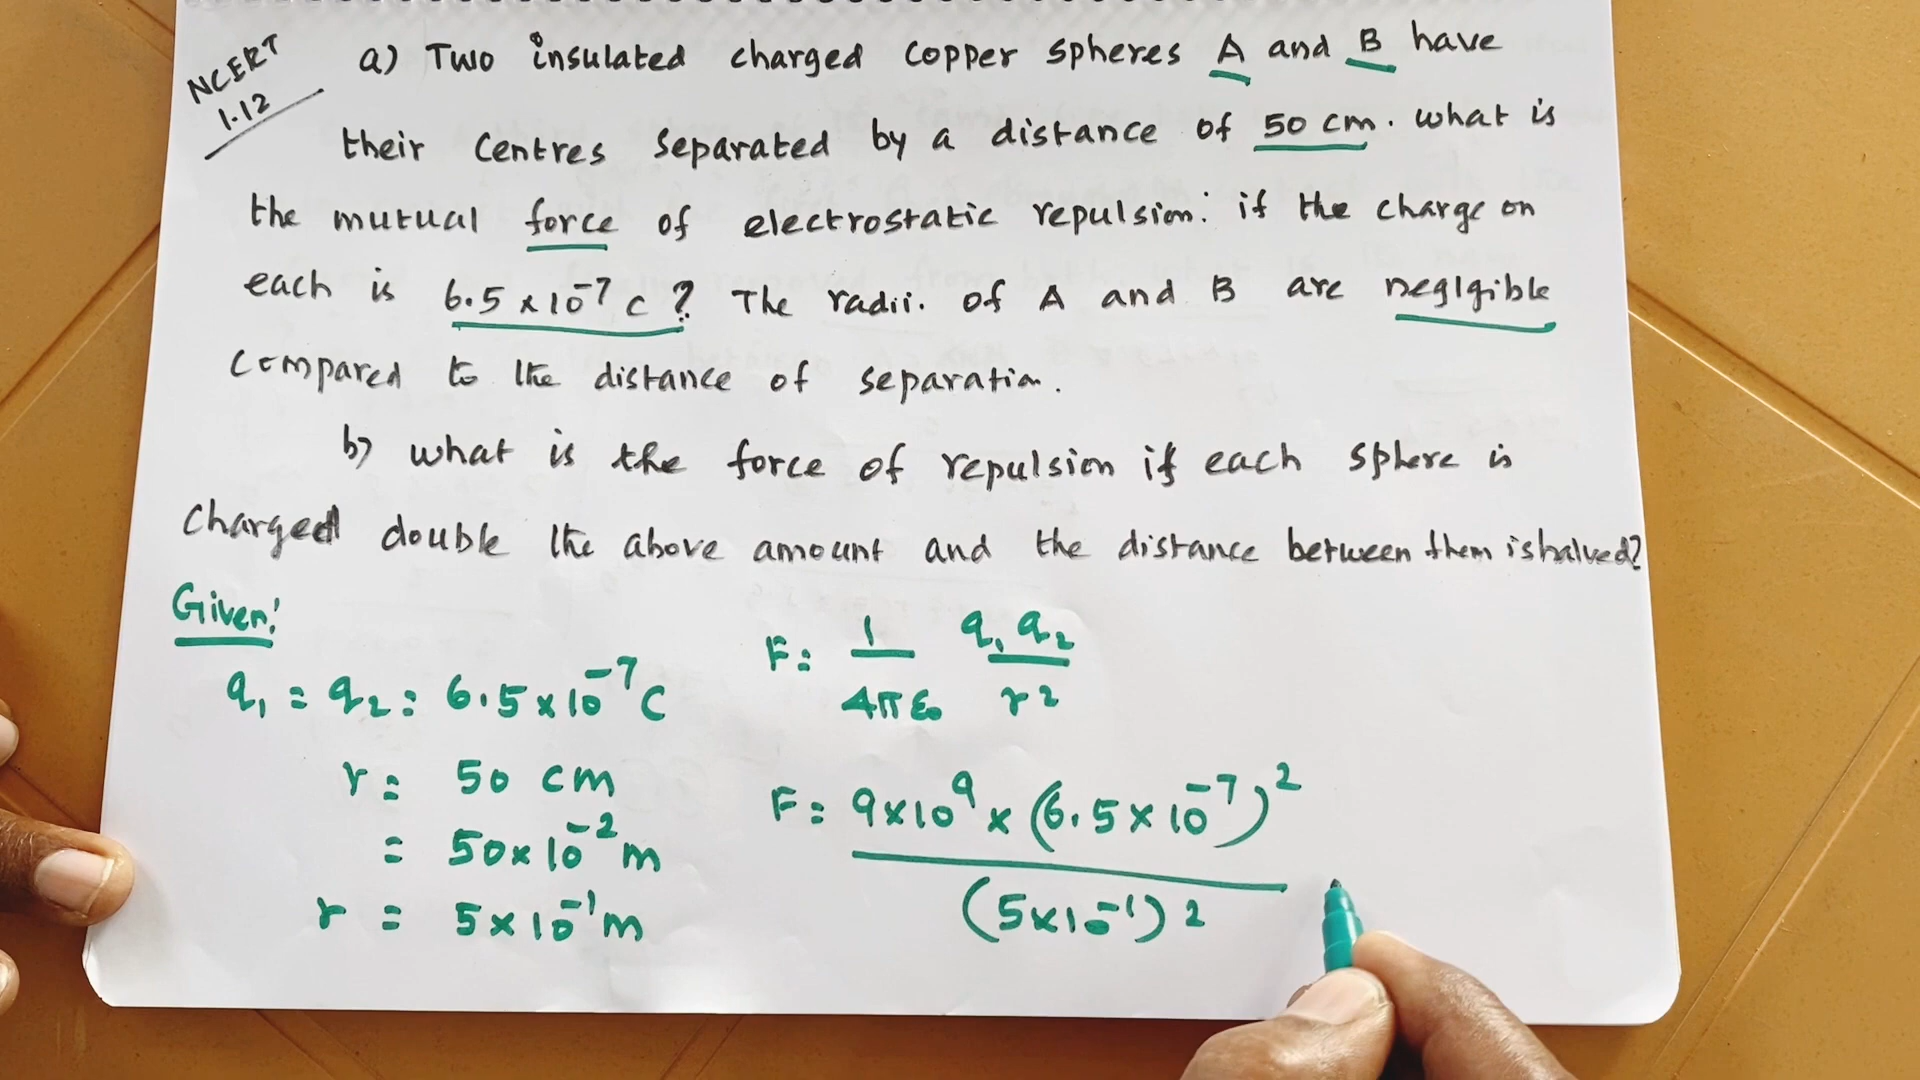 NCERT
1.12
a) Two insulated charged copper spheres A and B have
their centres separated by a distance of 50 cm. what is
the mutual force of electrostatic repulsion: if the charge on
each is 6.5 x 10⁻⁷ c ? The radii. of A and B are neglgible
compared to the distance of separation.
b) what is the force of repulsion if each sphere is
charged double the above amount and the distance between them is halved?
Given:
q₁ = q₂ = 6.5 x 10⁻⁷ C
r = 50 cm
= 50 x 10⁻² m
r = 5 x 10⁻¹ m
F = 1/4πε₀ q₁q₂/r²
F = 9x10⁹ x (6.5 x 10⁻⁷)²
(5x10⁻¹)²